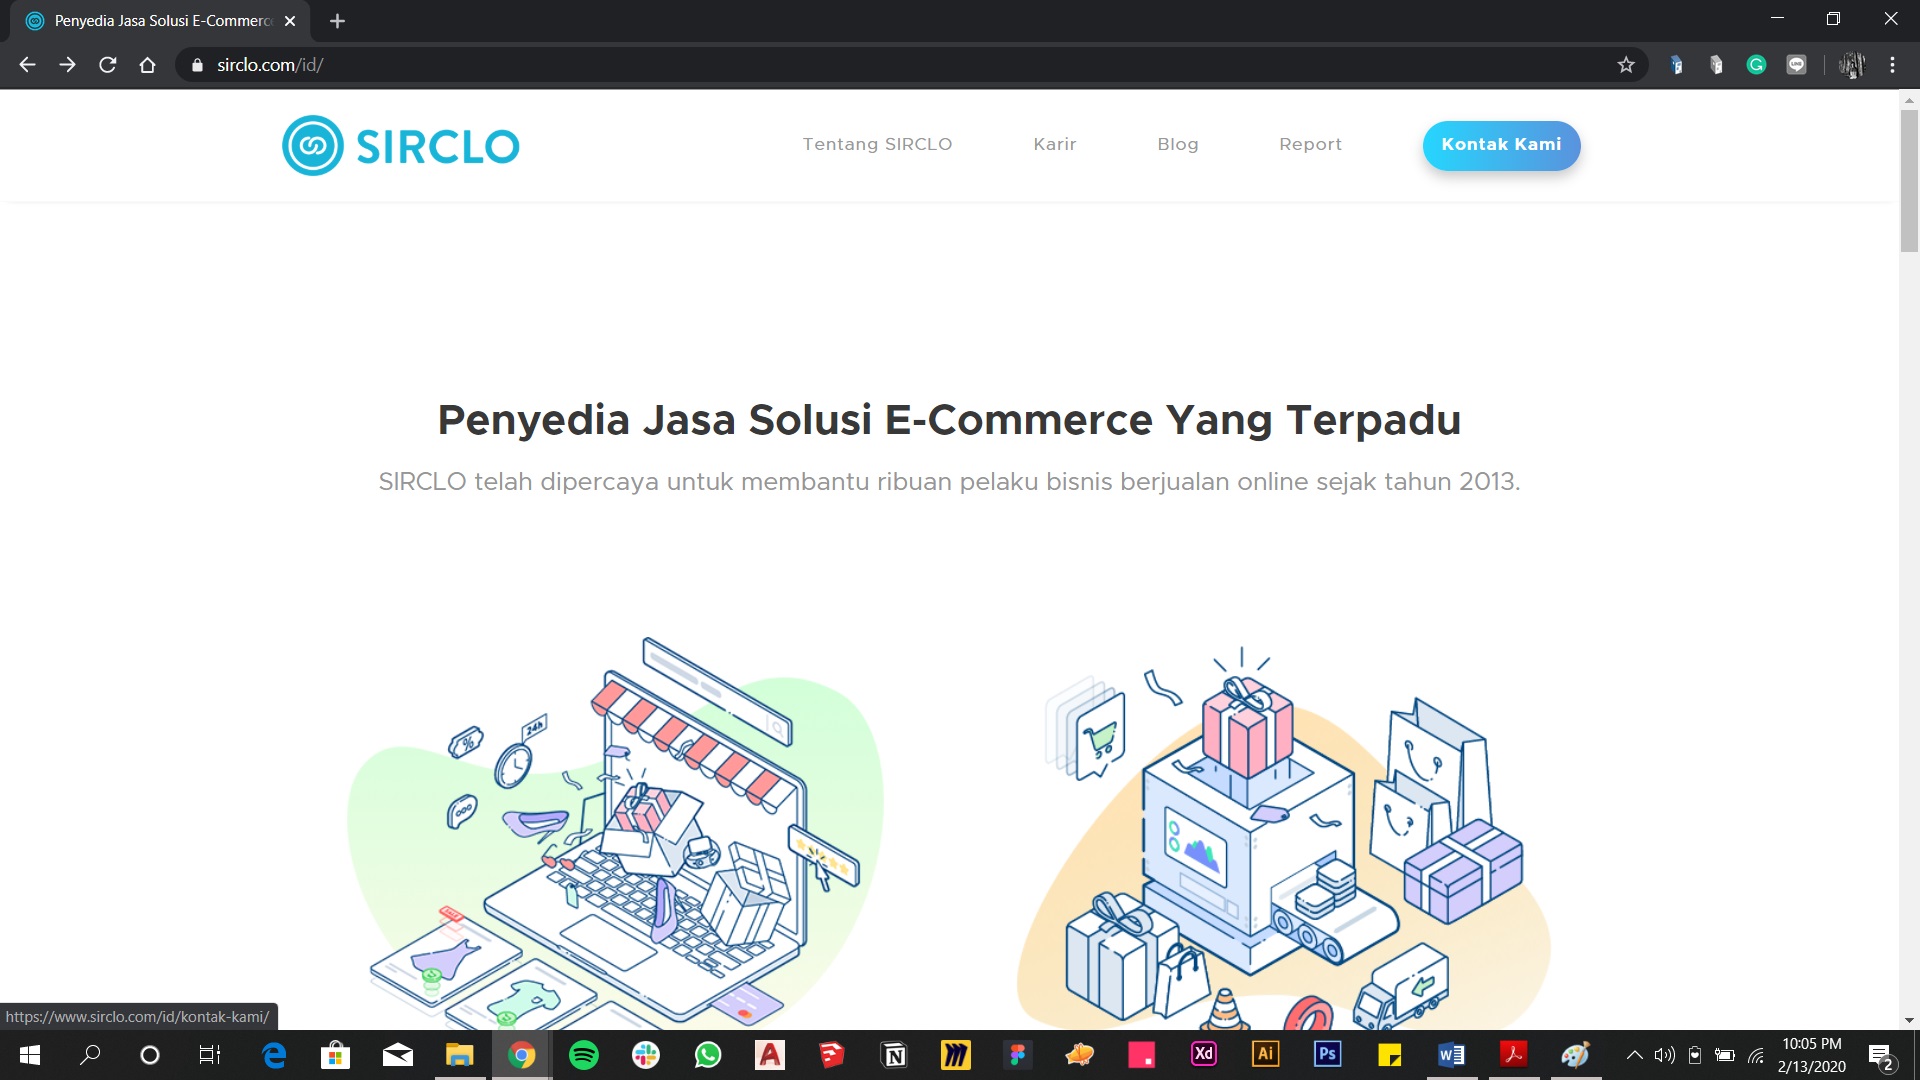 Penyedia Jasa Solusi E-Commerce
sirclo.com/id/
SIRCLO
Tentang SIRCLO
Karir
Blog
Report
Kontak Kami
Penyedia Jasa Solusi E-Commerce Yang Terpadu
SIRCLO telah dipercaya untuk membantu ribuan pelaku bisnis berjualan online sejak tahun 2013.
24h
%
SALE
https://www.sirclo.com/id/kontak-kami/
Xd
Ai
Ps
10:05 PM
2/13/2020
2